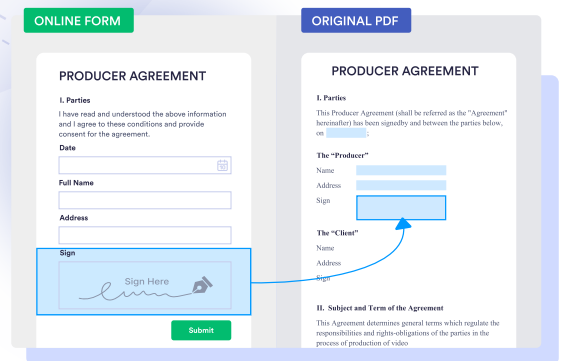 ONLINE FORM
PRODUCER AGREEMENT
I. Parties
I have read and understood the above information
and I agree to these conditions and provide
consent for the agreement.
Date
Full Name
Address
Sign
Sign Here
Submit
ORIGINAL PDF
PRODUCER AGREEMENT
I. Parties
This Producer Agreement (shall be referred as the "Agreement"
hereinafter) has been signedby and between the parties below,
on ;
The “Producer”
Name
Address
Sign
The “Client”
Name
Address
Sign
II. Subject and Term of the Agreement
This Agreement determines general terms which regulate the
responsibilities and rights-obligations of the parties in the
process of production of video